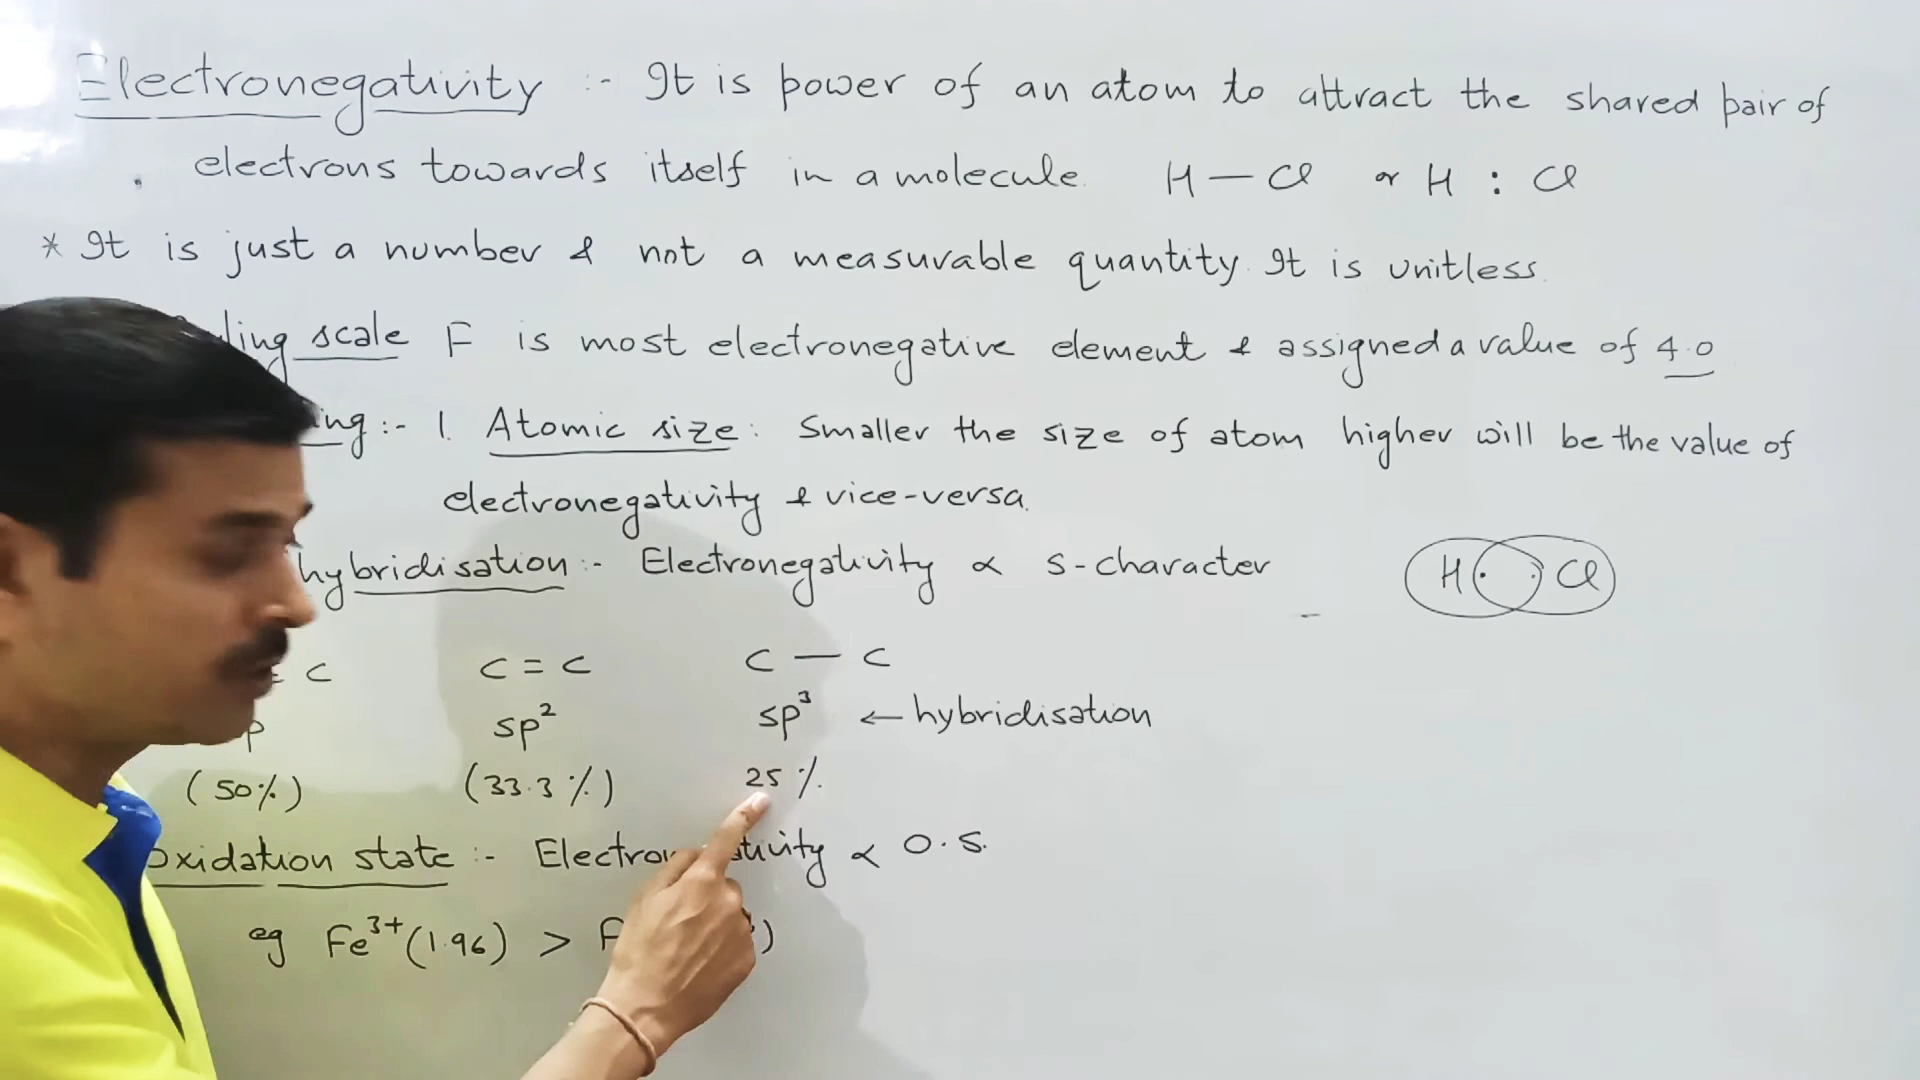 Electronegativity :- It is power of an atom to attract the shared pair of
electrons towards itself in a molecule. H — Cl or H : Cl
* It is just a number & not a measurable quantity. It is unitless.
scale F is most electronegative element & assigned a value of 4.0
:- 1. Atomic size : Smaller the size of atom higher will be the value of
electronegativity & vice-versa.
hybridisation :- Electronegativity ∝ s-character
H Cl
C C = C C — C
sp² sp³ ← hybridisation
(50%) (33.3%) 25%
Oxidation state :- ∝ O.S.
eg Fe³⁺(1.96) >